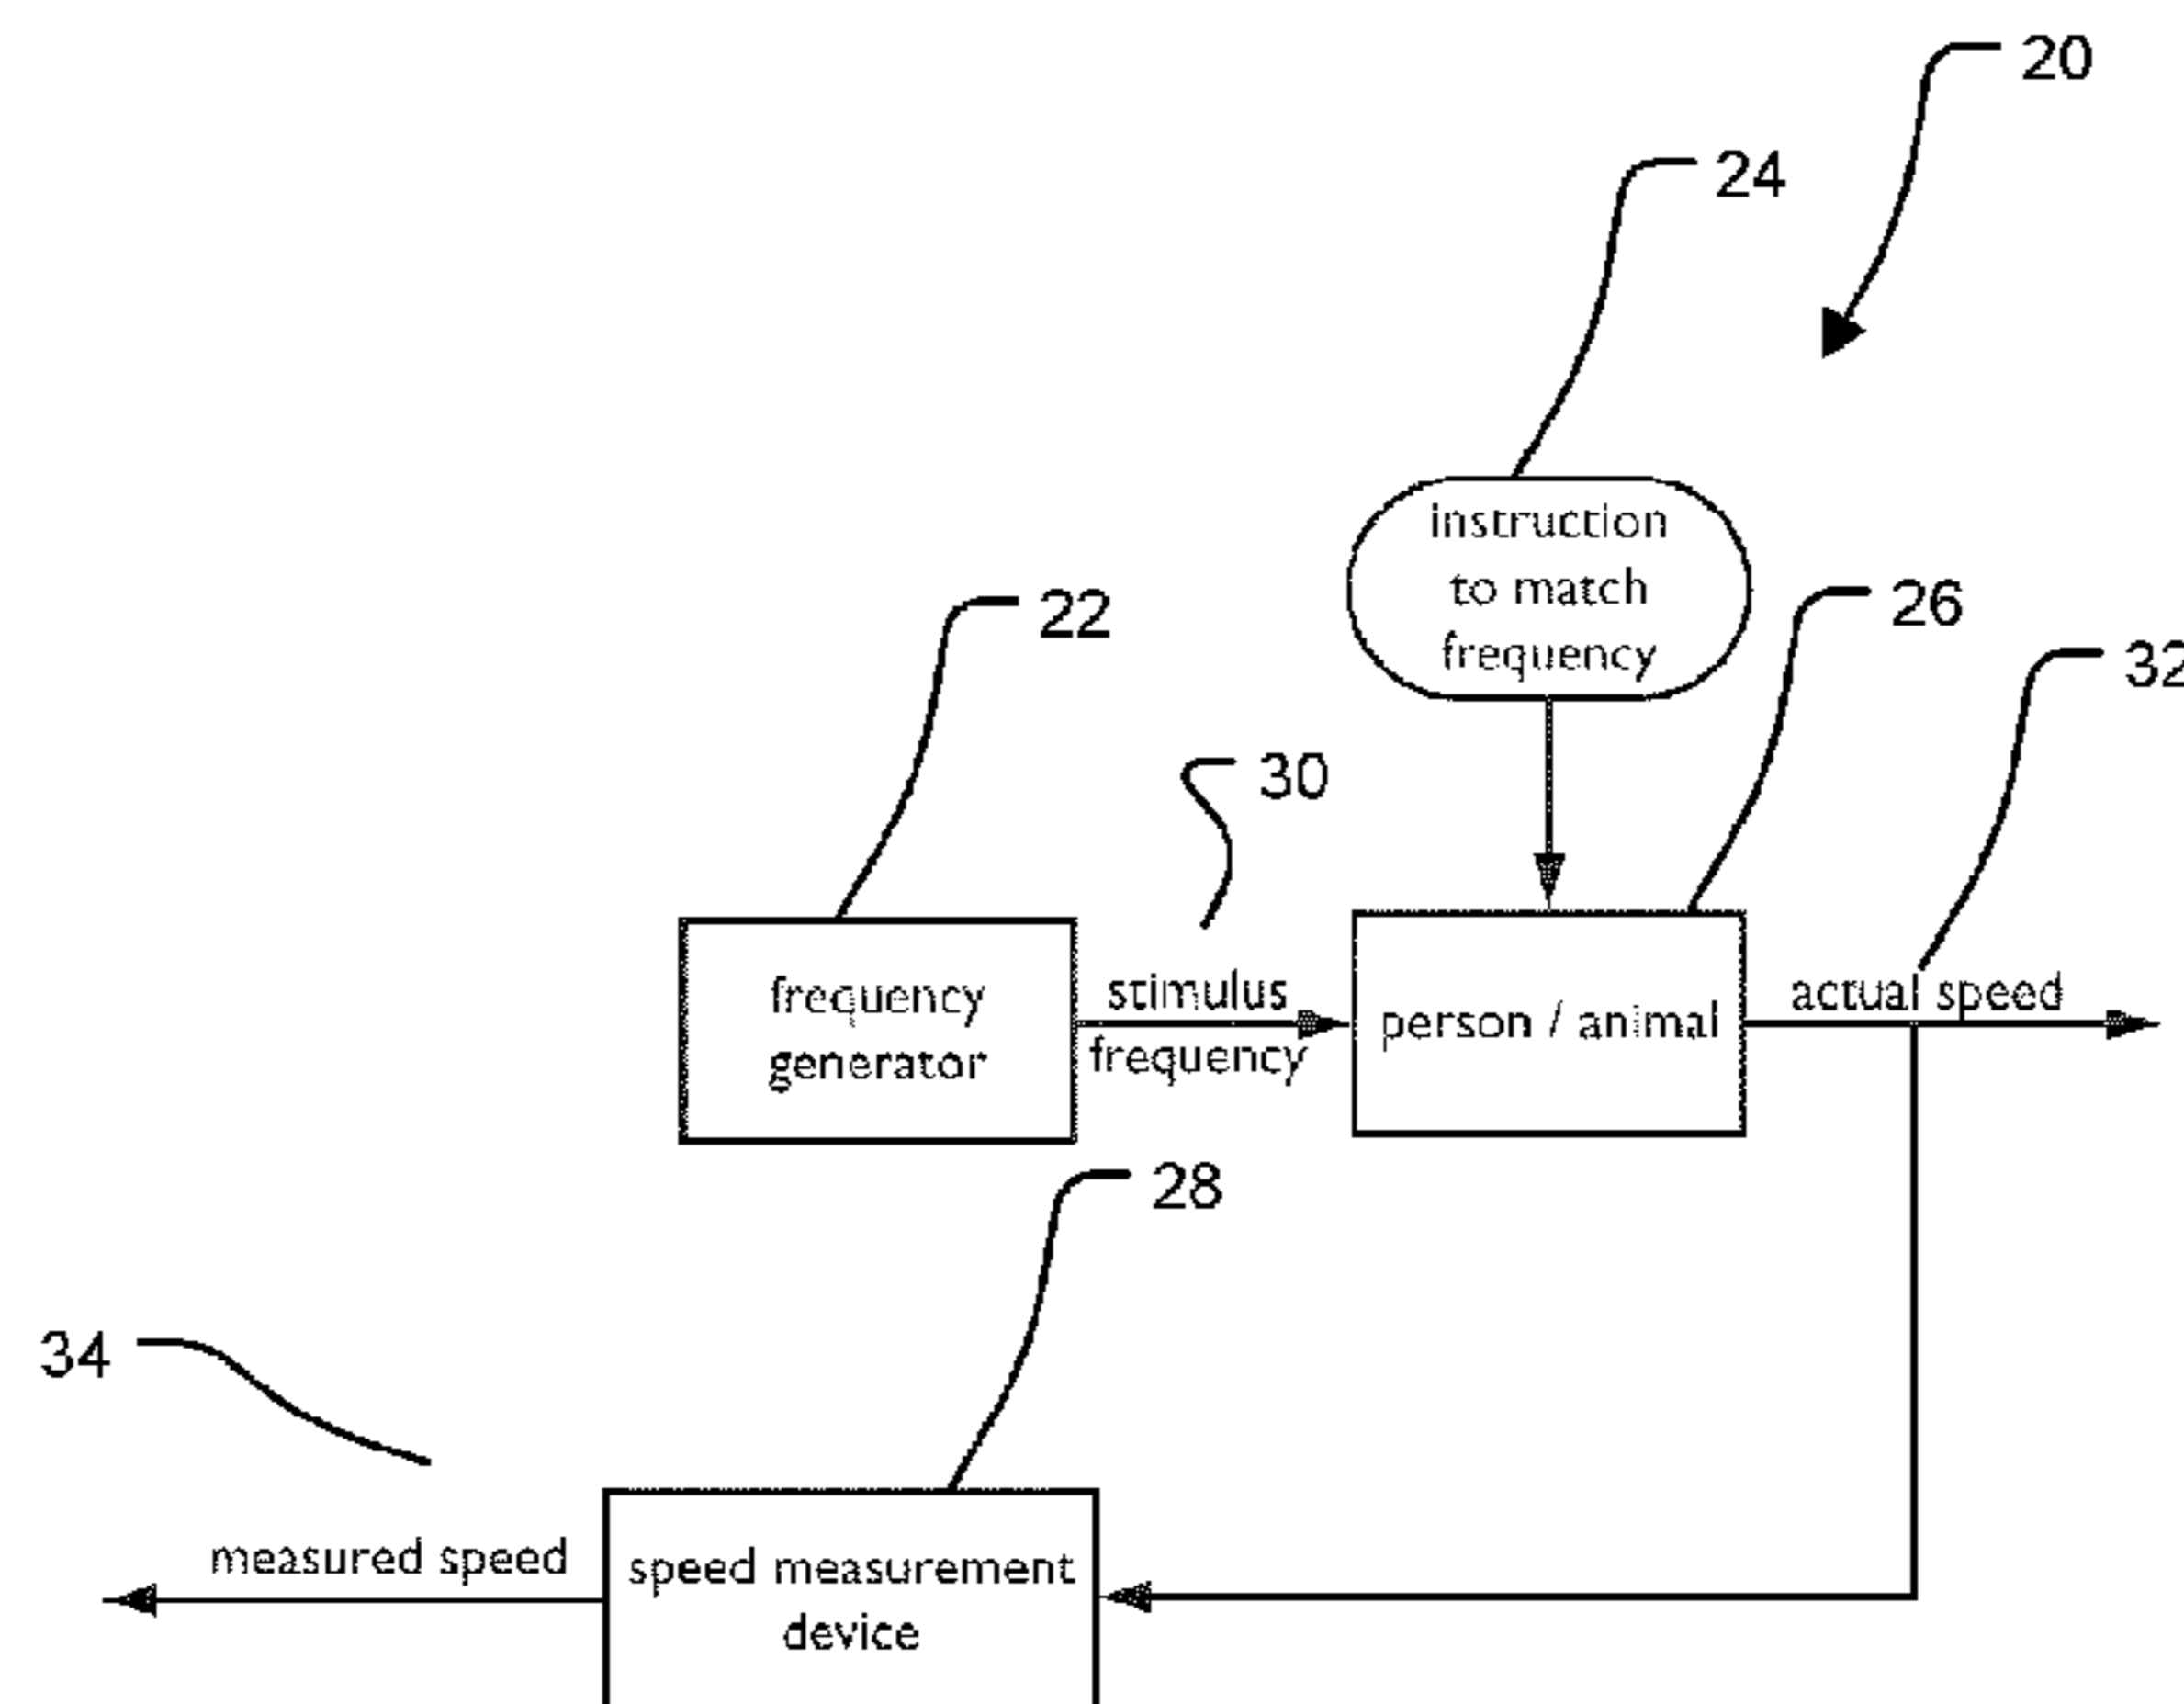 20
24
instruction
to match
frequency
22
26
32
30
frequency
generator
stimulus
frequency
person / animal
actual speed
28
34
measured speed
speed measurement
device